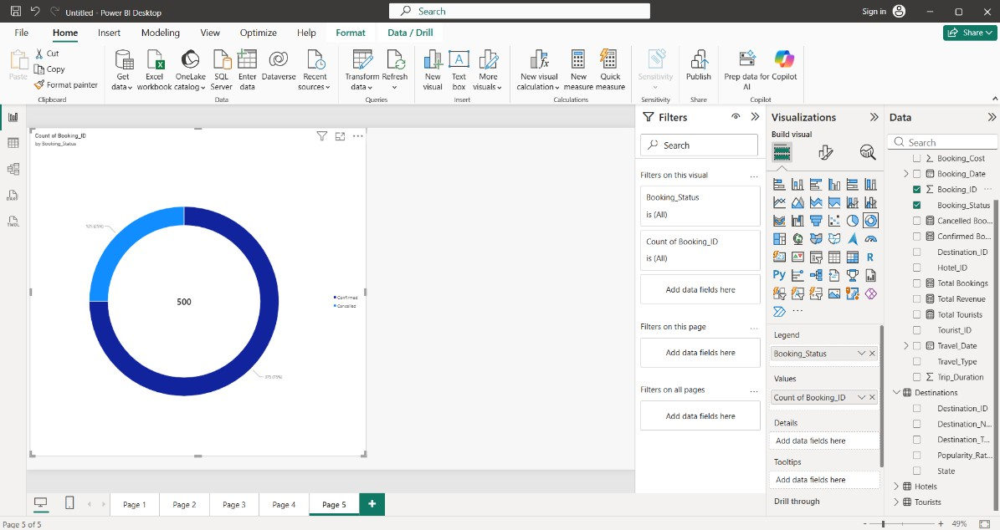 Untitled - Power BI Desktop
Search
Sign in
File Home Insert Modeling View Optimize Help Format Data / Drill
Share
Paste
Cut
Copy
Format painter
Clipboard
Get data
Excel workbook
OneLake catalog
SQL Server
Enter data
Dataverse
Recent sources
Data
Transform data
Refresh
Queries
New visual
Text box
More visuals
Insert
New visual calculation
New measure
Quick measure
Calculations
Sensitivity
Sensitivity
Publish
Share
Prep data for AI
Copilot
Copilot
Count of Booking_ID
by Booking_Status
500
375 (75%)
Confirmed
Cancelled
DAX
TMDL
Filters
Search
Filters on this visual
Booking_Status
is (All)
Count of Booking_ID
is (All)
Add data fields here
Filters on this page
Add data fields here
Filters on all pages
Add data fields here
Visualizations
Build visual
R
Py
Legend
Booking_Status
Values
Count of Booking_ID
Details
Add data fields here
Tooltips
Add data fields here
Drill through
Data
Search
Booking_Cost
Booking_Date
Booking_ID
Booking_Status
Cancelled Boo...
Confirmed Bo...
Destination_ID
Hotel_ID
Total Bookings
Total Revenue
Total Tourists
Tourist_ID
Travel_Date
Travel_Type
Trip_Duration
Destinations
Destination_ID
Destination_N...
Destination_T...
Popularity_Rat...
State
Hotels
Tourists
Page 1 Page 2 Page 3 Page 4 Page 5
Page 5 of 5
49%